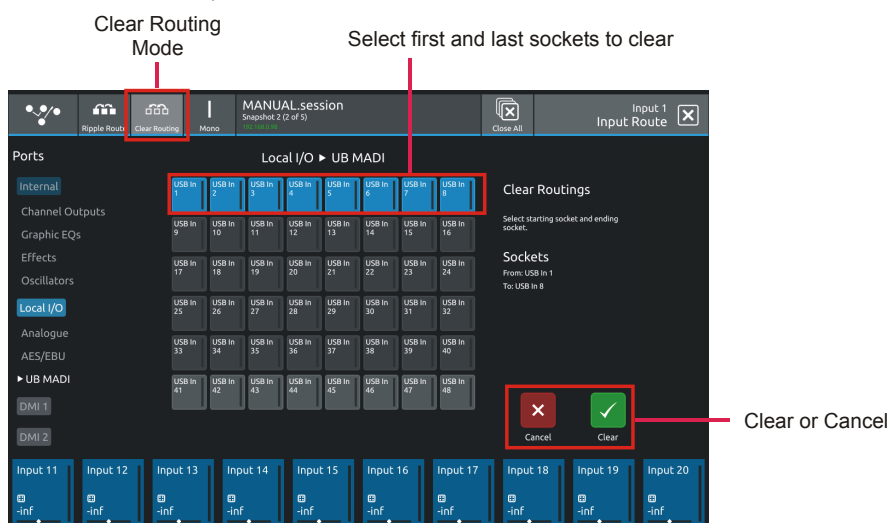 Clear Routing
Mode
Select first and last sockets to clear
MANUAL.session
Snapshot 2 (2 of 5)
192.168.0.98
Ripple Route
Clear Routing
Mono
Close All
Input 1
Input Route
Ports
Local I/O ► UB MADI
Internal
Channel Outputs
Graphic EQs
Effects
Oscillators
Local I/O
Analogue
AES/EBU
► UB MADI
DMI 1
DMI 2
USB In 1
USB In 2
USB In 3
USB In 4
USB In 5
USB In 6
USB In 7
USB In 8
USB In 9
USB In 10
USB In 11
USB In 12
USB In 13
USB In 14
USB In 15
USB In 16
USB In 17
USB In 18
USB In 19
USB In 20
USB In 21
USB In 22
USB In 23
USB In 24
USB In 25
USB In 26
USB In 27
USB In 28
USB In 29
USB In 30
USB In 31
USB In 32
USB In 33
USB In 34
USB In 35
USB In 36
USB In 37
USB In 38
USB In 39
USB In 40
USB In 41
USB In 42
USB In 43
USB In 44
USB In 45
USB In 46
USB In 47
USB In 48
Clear Routings
Select starting socket and ending
socket.
Sockets
From: USB In 1
To: USB In 8
Cancel
Clear
Clear or Cancel
Input 11
Input 12
Input 13
Input 14
Input 15
Input 16
Input 17
Input 18
Input 19
Input 20
-inf
-inf
-inf
-inf
-inf
-inf
-inf
-inf
-inf
-inf